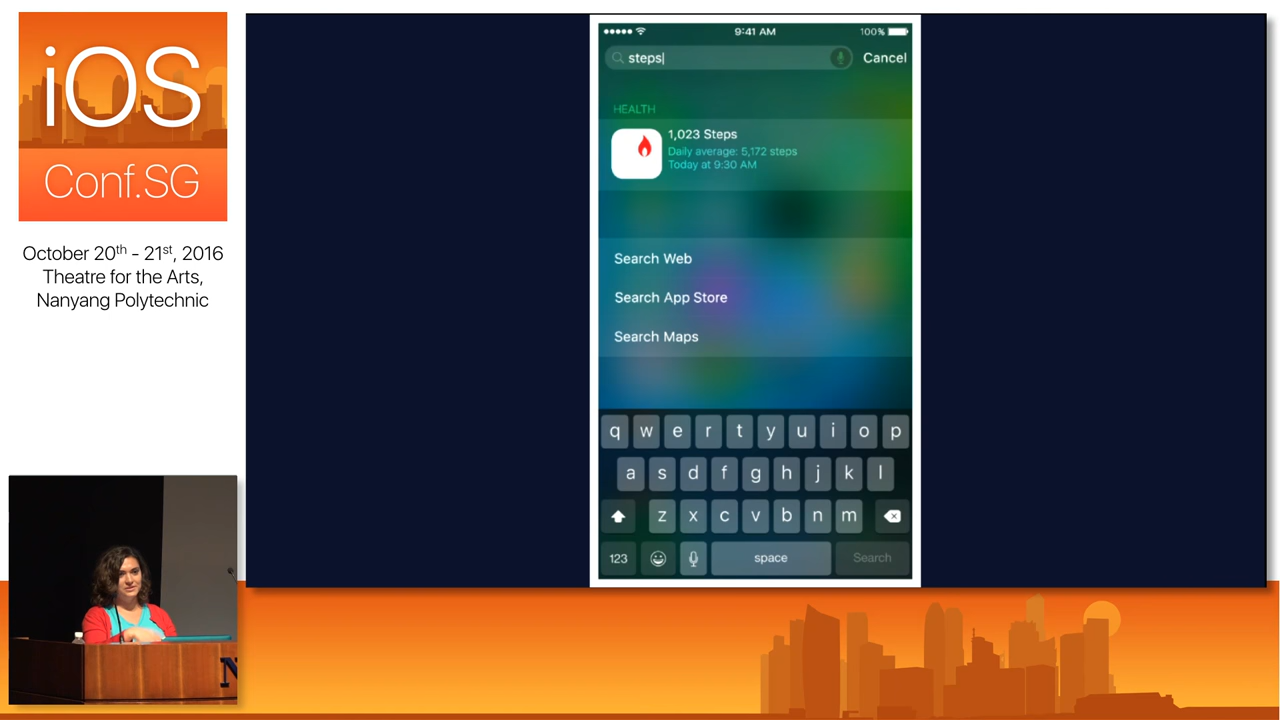 iOS
Conf.SG
October 20th - 21st, 2016
Theatre for the Arts,
Nanyang Polytechnic
9:41 AM
100%
steps
Cancel
HEALTH
1,023 Steps
Daily average: 5,172 steps
Today at 9:30 AM
Search Web
Search App Store
Search Maps
q w e r t y u i o p
a s d f g h j k l
z x c v b n m
123 space Search
N